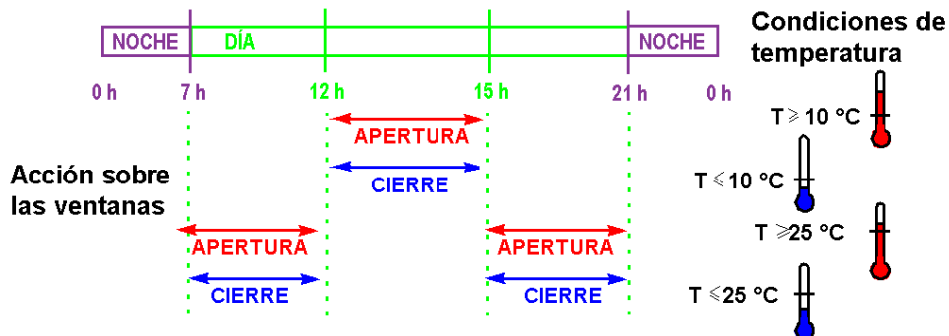 Condiciones de
temperatura
NOCHE DÍA NOCHE
0 h 7 h 12 h 15 h 21 h 0 h
T ⩾ 10 °C
APERTURA
T ⩽ 10 °C
CIERRE
Acción sobre
las ventanas
T ⩾ 25 °C
APERTURA APERTURA
CIERRE CIERRE
T ⩽ 25 °C